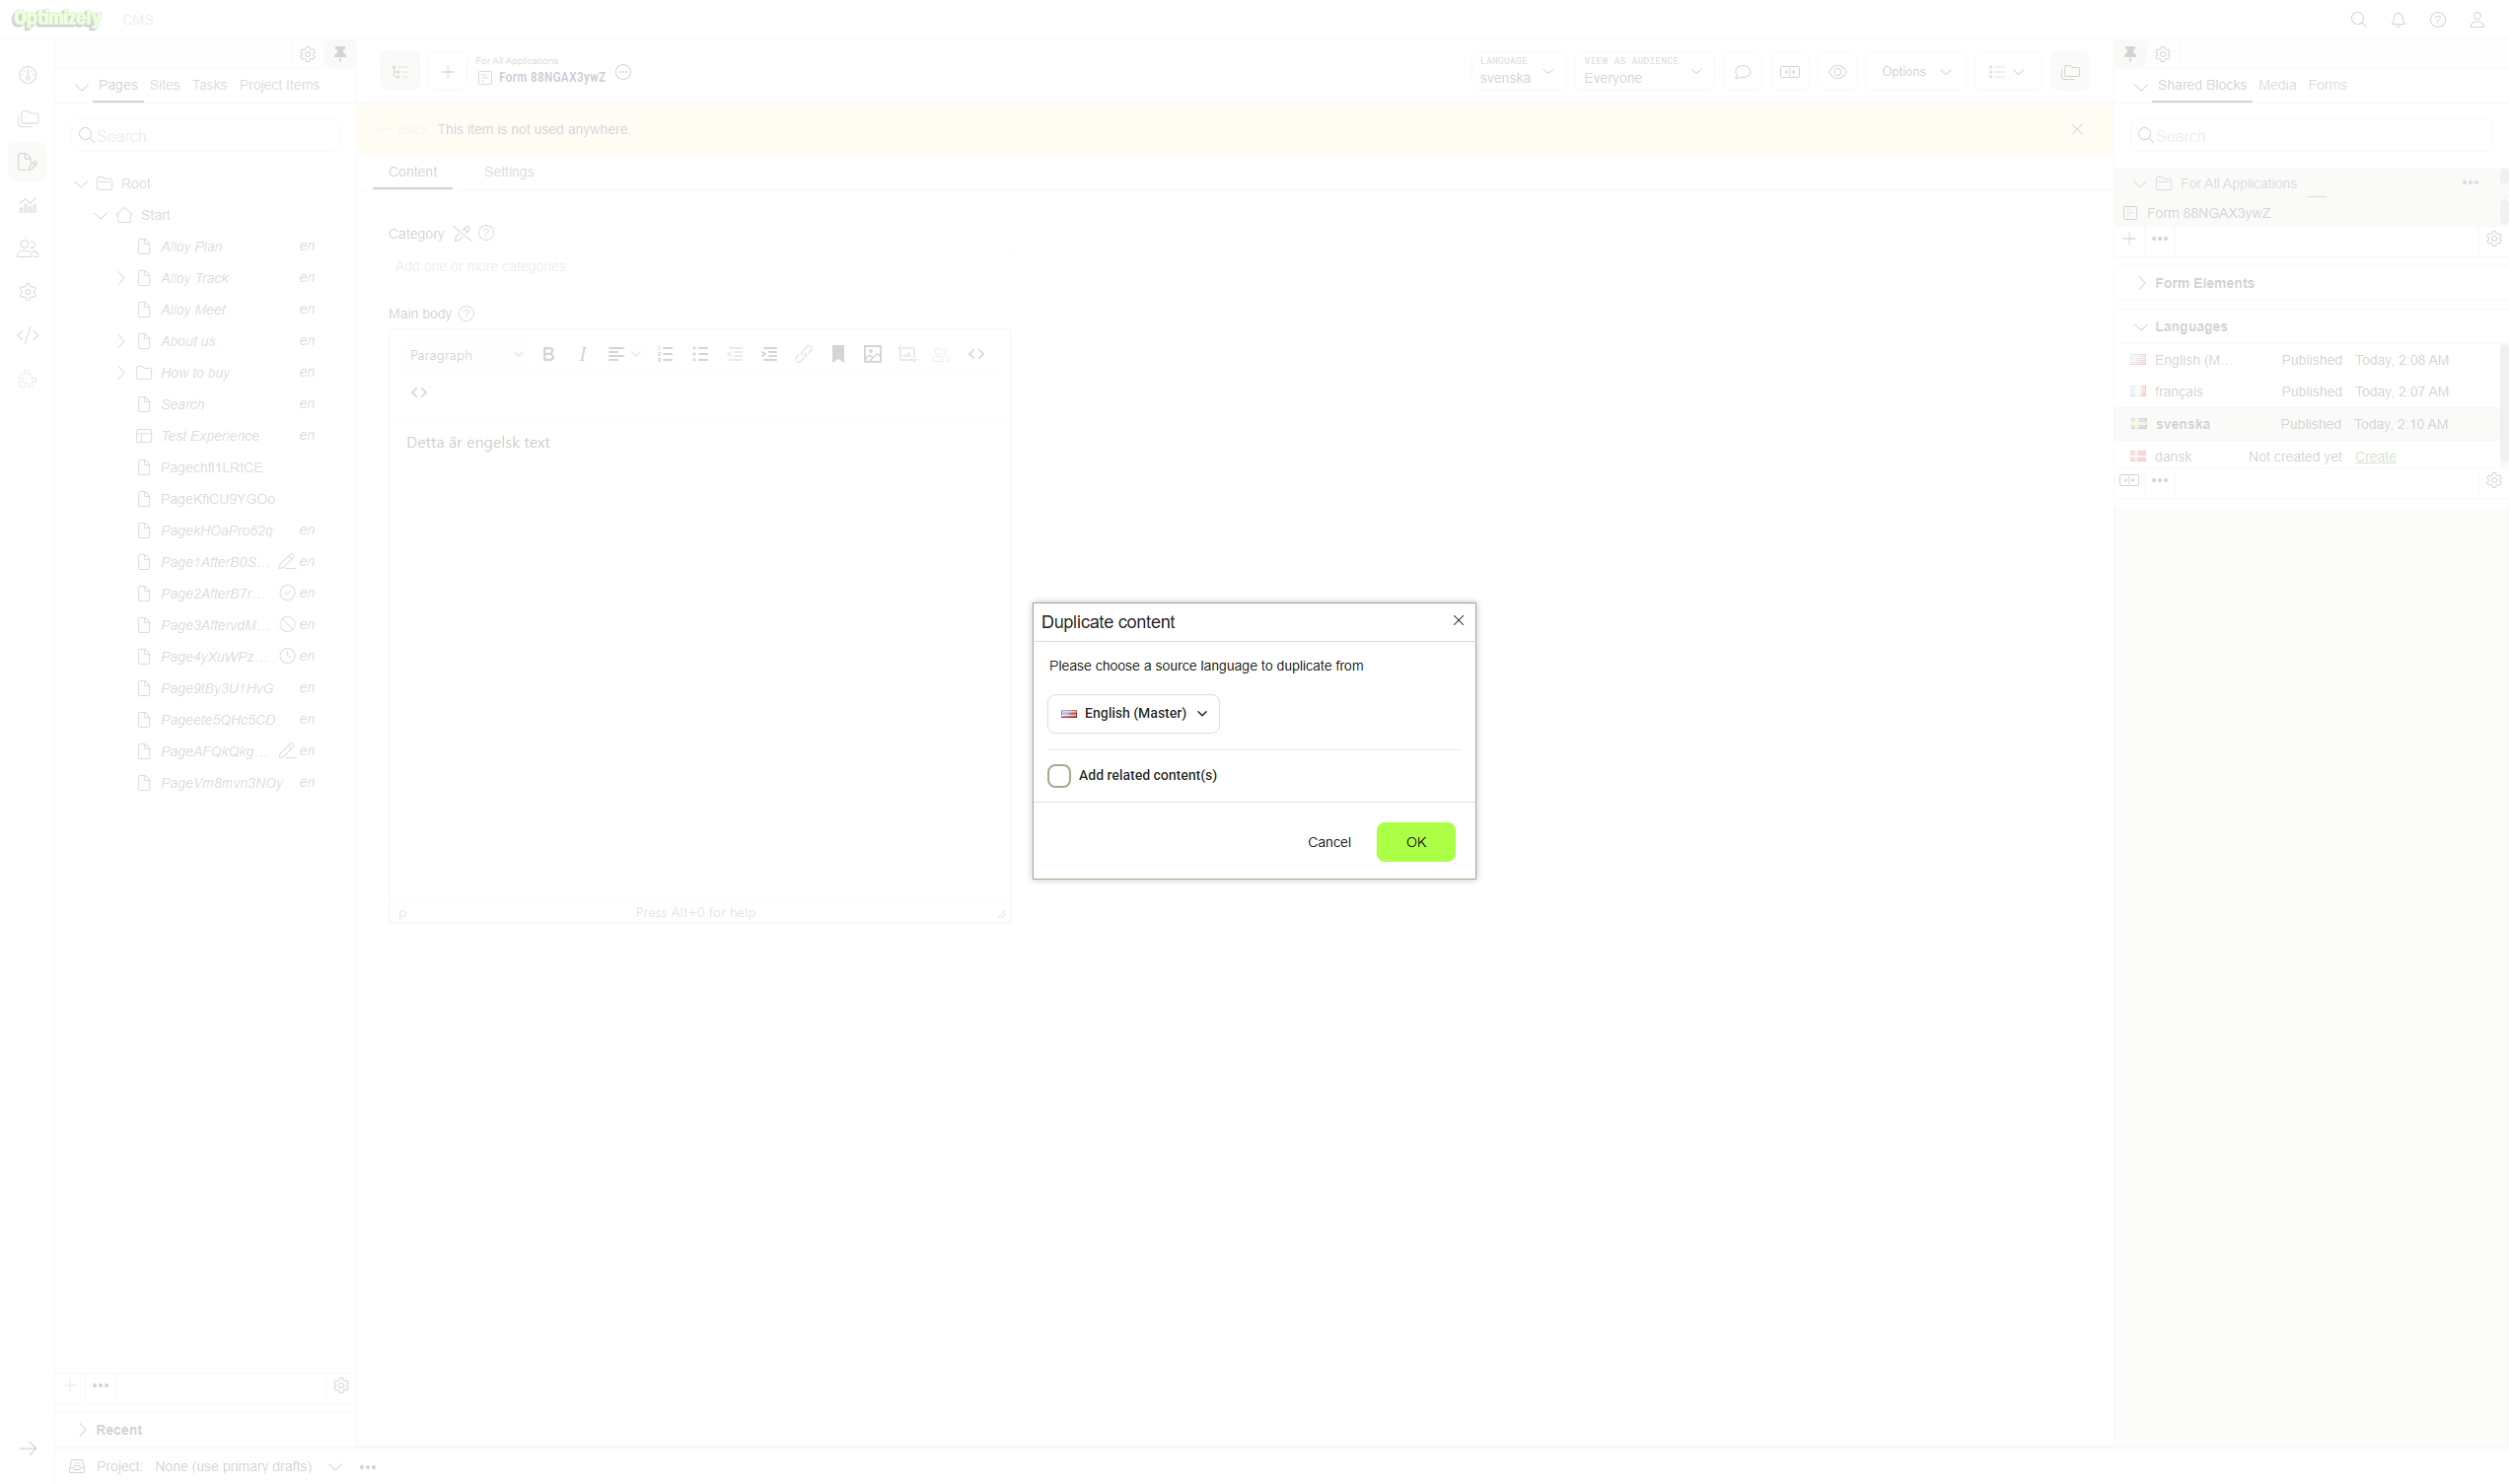 Optimizely CMS
Pages Sites Tasks Project Items
Search
Root
Start
Alloy Plan en
Alloy Track en
Alloy Meet en
About us en
How to buy en
Search en
Test Experience en
Pagechfl1LRtCE
PageKfiCU9YGOo
PagekHOaPro62q en
Page1AfterB0S... en
Page2AfterB7r... en
Page3AftervdM... en
Page4yXuWPz... en
Page9tBy3U1HvG en
Pageete5QHc5CD en
PageAFQkQkg... en
PageVm8mvn3NOy en
Recent
Project: None (use primary drafts)
For All Applications
Form 88NGAX3ywZ
LANGUAGE
svenska
VIEW AS AUDIENCE
Everyone
Options
Back This item is not used anywhere.
Content Settings
Category
Add one or more categories
Main body
Paragraph
Detta är engelsk text
p Press Alt+0 for help
Duplicate content
Please choose a source language to duplicate from
English (Master)
Add related content(s)
Cancel OK
Shared Blocks Media Forms
Search
For All Applications
Form 88NGAX3ywZ
Form Elements
Languages
English (M... Published Today, 2:08 AM
français Published Today, 2:07 AM
svenska Published Today, 2:10 AM
dansk Not created yet Create